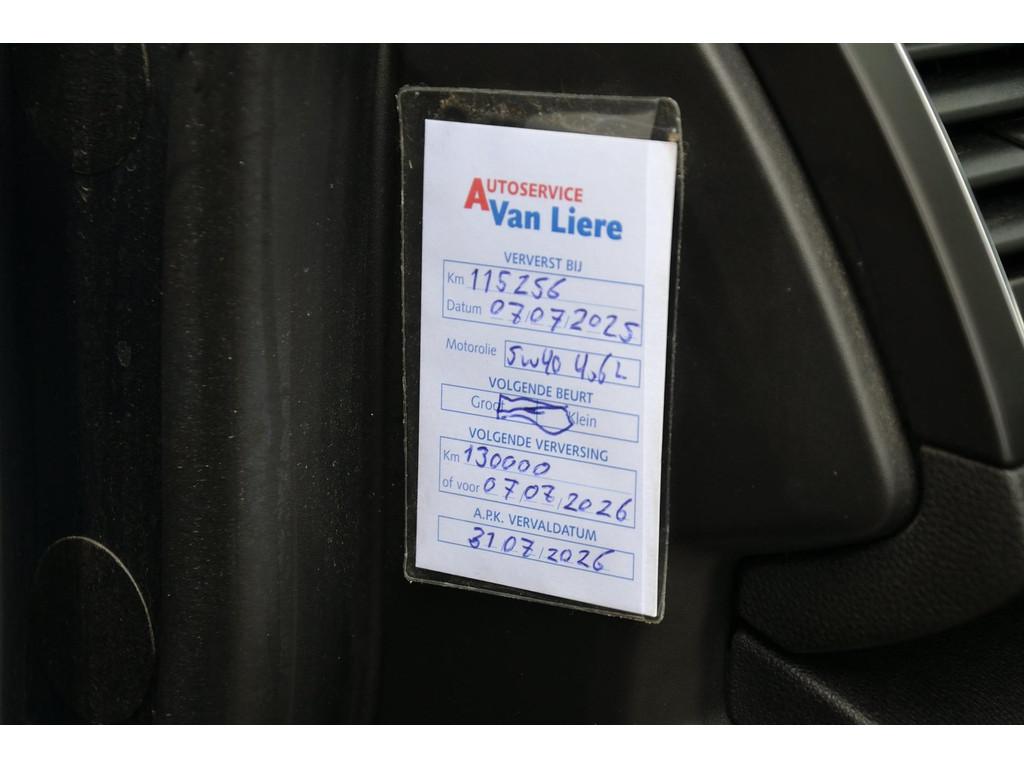 AUTOSERVICE
Van Liere
VERVERST BIJ
Km 115256
Datum 07/07/2025
Motorolie 5w40 4,6L
VOLGENDE BEURT
Groot Klein
VOLGENDE VERVERSING
Km 130000
of voor 07/07/2026
A.P.K. VERVALDATUM
31 07/2026